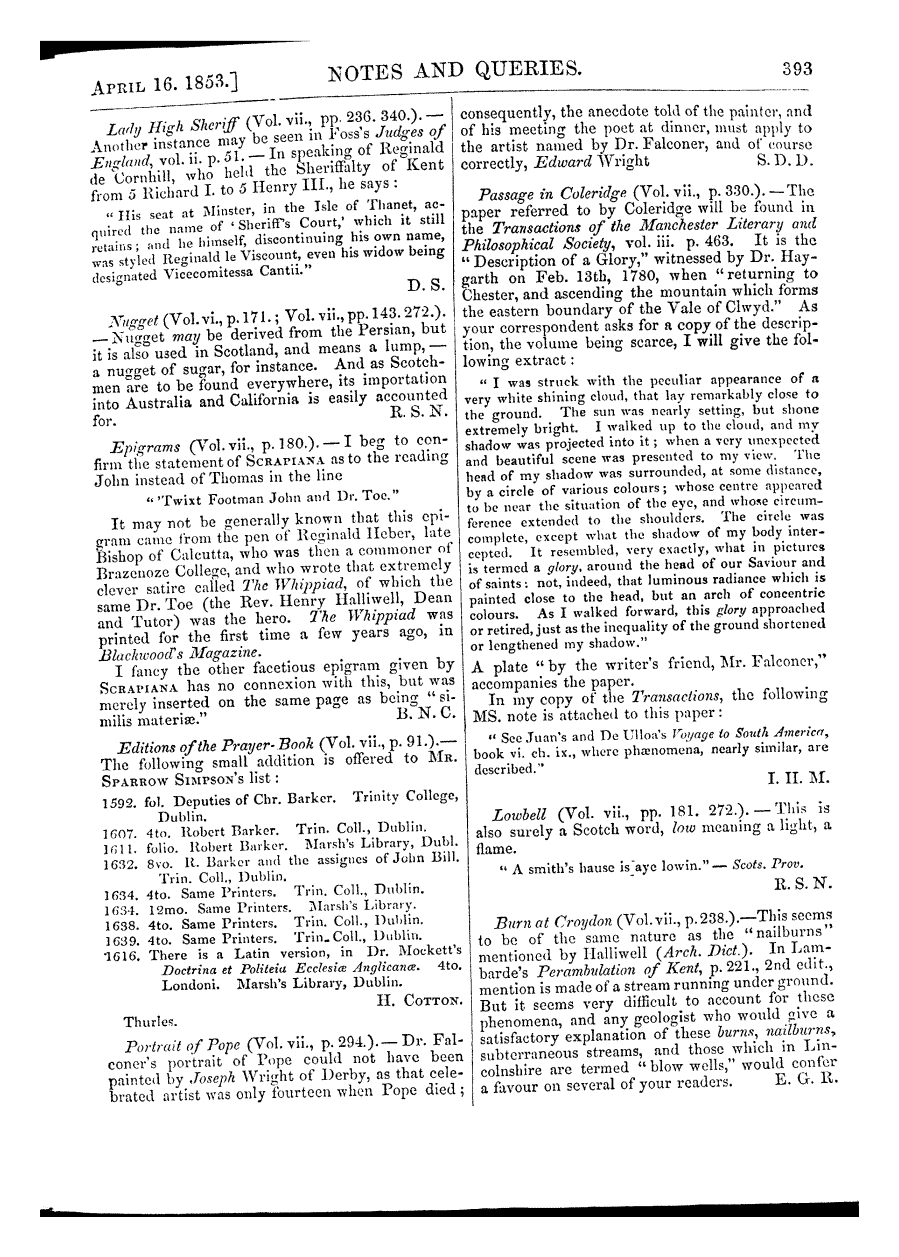 APRIL 16. 1853.]
NOTES AND QUERIES.
393
Lady High Sheriff (Vol. vii., pp. 236. 340.).—
Another instance may be seen in Foss's Judges of
England, vol. ii. p. 51. — In speaking of Reginald
de Cornhill, who held the Sheriffalty of Kent
from 5 Richard I. to 5 Henry III., he says:
"His seat at Minster, in the Isle of Thanet, ac-
quired the name of 'Sheriff's Court,' which it still
retains; and he himself, discontinuing his own name,
was styled Reginald le Viscount, even his widow being
designated Vicecomitessa Cantii."
D. S.
Nugget (Vol. vi., p. 171.; Vol. vii., pp. 143. 272.).
— Nugget may be derived from the Persian, but
it is also used in Scotland, and means a lump, —
a nugget of sugar, for instance. And as Scotch-
men are to be found everywhere, its importation
into Australia and California is easily accounted
for. R. S. N.
Epigrams (Vol. vii., p. 180.).—I beg to con-
firm the statement of SCRAPIANA as to the reading
John instead of Thomas in the line
"'Twixt Footman John and Dr. Toe."
It may not be generally known that this epi-
gram came from the pen of Reginald Heber, late
Bishop of Calcutta, who was then a commoner of
Brazenoze College, and who wrote that extremely
clever satire called The Whippiad, of which the
same Dr. Toe (the Rev. Henry Halliwell, Dean
and Tutor) was the hero. The Whippiad was
printed for the first time a few years ago, in
Blackwood's Magazine.
I fancy the other facetious epigram given by
SCRAPIANA has no connexion with this, but was
merely inserted on the same page as being "si-
milis materiæ." B. N. C.
Editions of the Prayer-Book (Vol. vii., p. 91.).—
The following small addition is offered to MR.
SPARROW SIMPSON's list:
1592. fol. Deputies of Chr. Barker. Trinity College,
Dublin.
1607. 4to. Robert Barker. Trin. Coll., Dublin.
1611. folio. Robert Barker. Marsh's Library, Dubl.
1632. 8vo. R. Barker and the assignes of John Bill.
Trin. Coll., Dublin.
1634. 4to. Same Printers. Trin. Coll., Dublin.
1634. 12mo. Same Printers. Marsh's Library.
1638. 4to. Same Printers. Trin. Coll., Dublin.
1639. 4to. Same Printers. Trin. Coll., Dublin.
1616. There is a Latin version, in Dr. Mockett's
Doctrina et Politeia Ecclesiæ Anglicanæ. 4to.
Londoni. Marsh's Library, Dublin.
H. COTTON.
Thurles.
Portrait of Pope (Vol. vii., p. 294.).—Dr. Fal-
coner's portrait of Pope could not have been
painted by Joseph Wright of Derby, as that cele-
brated artist was only fourteen when Pope died;
consequently, the anecdote told of the painter, and
of his meeting the poet at dinner, must apply to
the artist named by Dr. Falconer, and of course
correctly, Edward Wright S. D. D.
Passage in Coleridge (Vol. vii., p. 330.).—The
paper referred to by Coleridge will be found in
the Transactions of the Manchester Literary and
Philosophical Society, vol. iii. p. 463. It is the
"Description of a Glory," witnessed by Dr. Hay-
garth on Feb. 13th, 1780, when "returning to
Chester, and ascending the mountain which forms
the eastern boundary of the Vale of Clwyd." As
your correspondent asks for a copy of the descrip-
tion, the volume being scarce, I will give the fol-
lowing extract:
"I was struck with the peculiar appearance of a
very white shining cloud, that lay remarkably close to
the ground. The sun was nearly setting, but shone
extremely bright. I walked up to the cloud, and my
shadow was projected into it; when a very unexpected
and beautiful scene was presented to my view. The
head of my shadow was surrounded, at some distance,
by a circle of various colours; whose centre appeared
to be near the situation of the eye, and whose circum-
ference extended to the shoulders. The circle was
complete, except what the shadow of my body inter-
cepted. It resembled, very exactly, what in pictures
is termed a glory, around the head of our Saviour and
of saints: not, indeed, that luminous radiance which is
painted close to the head, but an arch of concentric
colours. As I walked forward, this glory approached
or retired, just as the inequality of the ground shortened
or lengthened my shadow."
A plate "by the writer's friend, Mr. Falconer,"
accompanies the paper.
In my copy of the Transactions, the following
MS. note is attached to this paper:
"See Juan's and De Ulloa's Voyage to South America,
book vi. ch. ix., where phænomena, nearly similar, are
described."
I. H. M.
Lowbell (Vol. vii., pp. 181. 272.).—This is
also surely a Scotch word, low meaning a light, a
flame.
"A smith's hause is aye lowin."— Scots. Prov.
R. S. N.
Burn at Croydon (Vol. vii., p. 238.).—This seems
to be of the same nature as the "nailburns"
mentioned by Halliwell (Arch. Dict.). In Lam-
barde's Perambulation of Kent, p. 221., 2nd edit.,
mention is made of a stream running under ground.
But it seems very difficult to account for these
phenomena, and any geologist who would give a
satisfactory explanation of these burns, nailburns,
subterraneous streams, and those which in Lin-
colnshire are termed "blow wells," would confer
a favour on several of your readers. E. G. R.